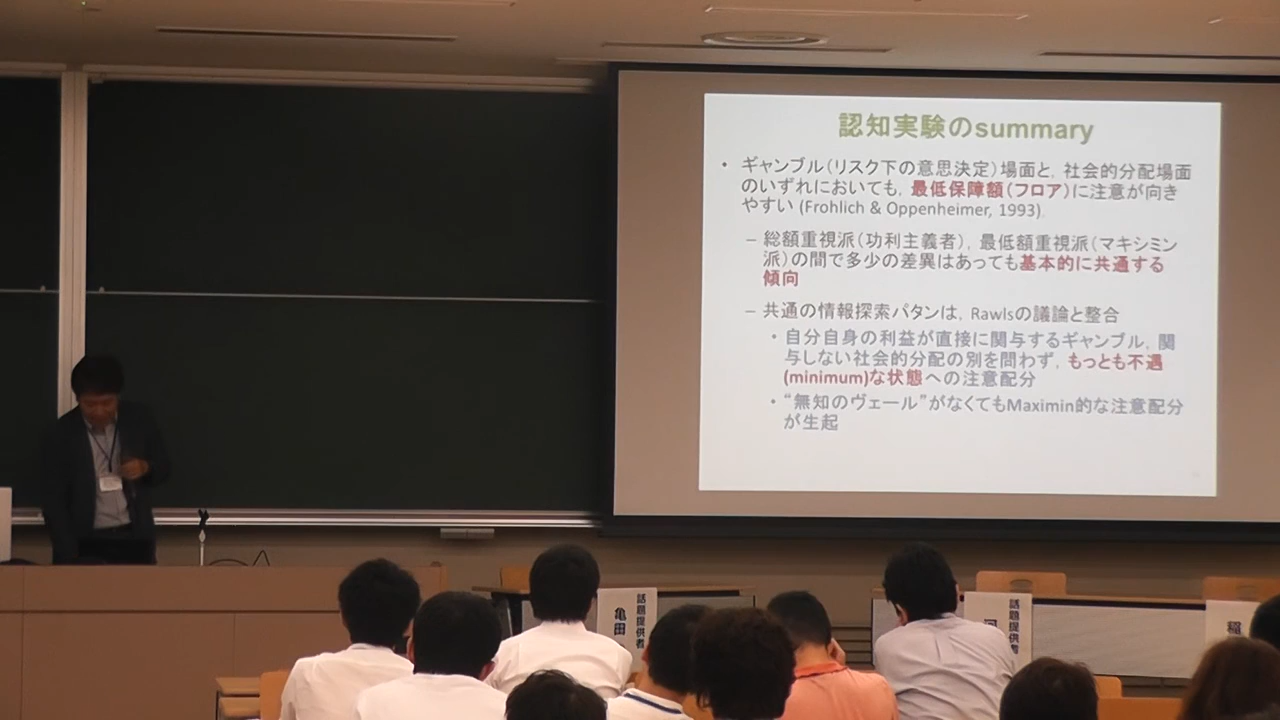 認知実験のsummary
• ギャンブル（リスク下の意思決定）場面と，社会的分配場面
のいずれにおいても，最低保障額（フロア）に注意が向き
やすい (Frohlich & Oppenheimer, 1993).
– 総額重視派（功利主義者），最低額重視派（マキシミン
派）の間で多少の差異はあっても基本的に共通する
傾向
– 共通の情報探索パタンは，Rawlsの議論と整合
• 自分自身の利益が直接に関与するギャンブル，関
与しない社会的分配の別を問わず，もっとも不遇
(minimum)な状態への注意配分
• “無知のヴェール”がなくてもMaximin的な注意配分
が生起
話題提供者
亀田
話題提供者